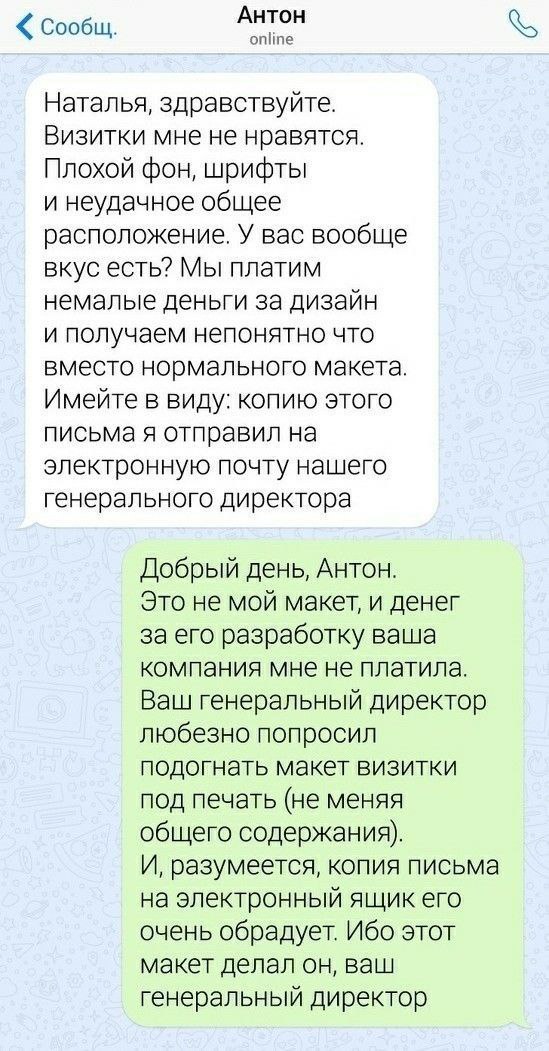 Сообщ.
Антон
online
Наталья, здравствуйте.
Визитки мне не нравятся.
Плохой фон, шрифты
и неудачное общее
расположение. У вас вообще
вкус есть? Мы платим
немалые деньги за дизайн
и получаем непонятно что
вместо нормального макета.
Имейте в виду: копию этого
письма я отправил на
электронную почту нашего
генерального директора
Добрый день, Антон.
Это не мой макет, и денег
за его разработку ваша
компания мне не платила.
Ваш генеральный директор
любезно попросил
подогнать макет визитки
под печать (не меняя
общего содержания).
И, разумеется, копия письма
на электронный ящик его
очень обрадует. Ибо этот
макет делал он, ваш
генеральный директор